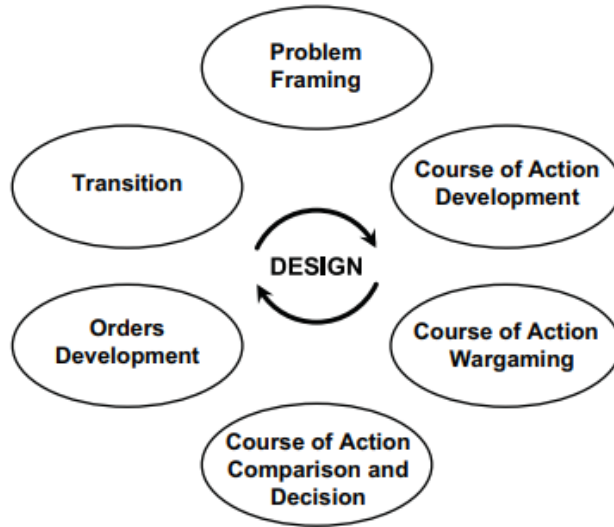 Problem
Framing
Course of Action
Development
Course of Action
Wargaming
Course of Action
Comparison and
Decision
Orders
Development
Transition
DESIGN